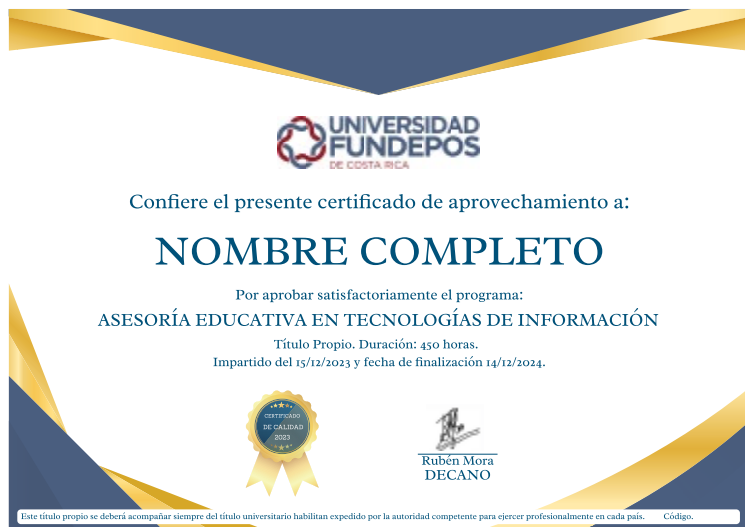 UNIVERSIDAD
FUNDEPOS
DE COSTA RICA
Confiere el presente certificado de aprovechamiento a:
NOMBRE COMPLETO
Por aprobar satisfactoriamente el programa:
ASESORÍA EDUCATIVA EN TECNOLOGÍAS DE INFORMACIÓN
Título Propio. Duración: 450 horas.
Impartido del 15/12/2023 y fecha de finalización 14/12/2024.
CERTIFICADO
DE CALIDAD
2023
Rubén Mora
DECANO
Este título propio se deberá acompañar siempre del título universitario habilitan expedido por la autoridad competente para ejercer profesionalmente en cada país. Código.